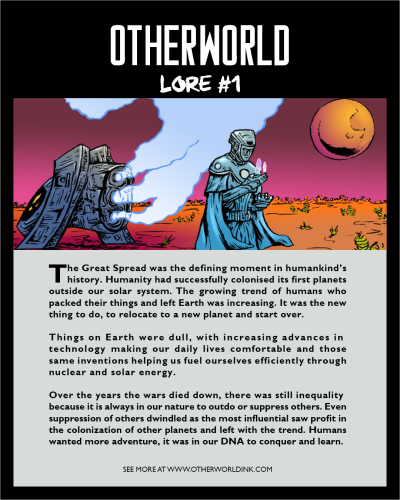 OTHERWORLD
LORE #1
The Great Spread was the defining moment in humankind's
history. Humanity had successfully colonised its first planets
outside our solar system. The growing trend of humans who
packed their things and left Earth was increasing. It was the new
thing to do, to relocate to a new planet and start over.
Things on Earth were dull, with increasing advances in
technology making our daily lives comfortable and those
same inventions helping us fuel ourselves efficiently through
nuclear and solar energy.
Over the years the wars died down, there was still inequality
because it is always in our nature to outdo or suppress others. Even
suppression of others dwindled as the most influential saw profit in
the colonization of other planets and left with the trend. Humans
wanted more adventure, it was in our DNA to conquer and learn.
SEE MORE AT WWW.OTHERWORLDINK.COM